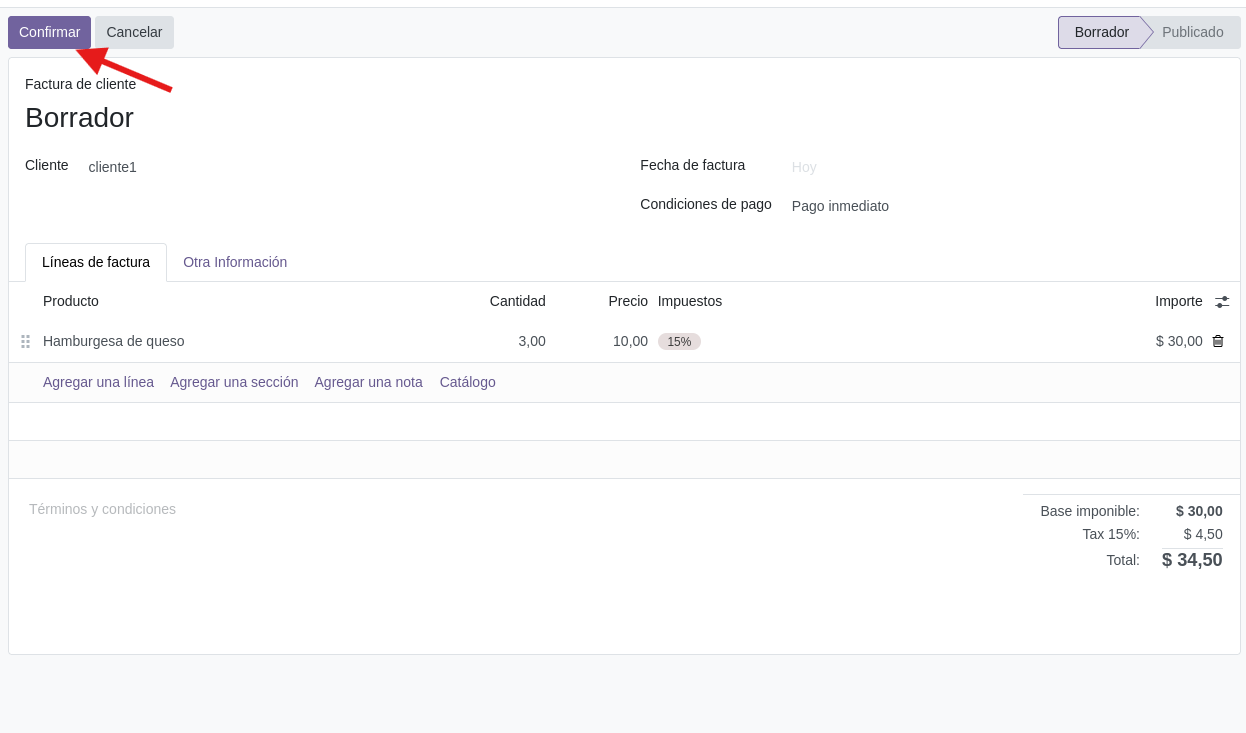 Confirmar Cancelar Borrador Publicado
Factura de cliente
Borrador
Cliente cliente1 Fecha de factura Hoy
Condiciones de pago Pago inmediato
Líneas de factura Otra Información
Producto Cantidad Precio Impuestos Importe
Hamburgesa de queso 3,00 10,00 15% $ 30,00
Agregar una línea Agregar una sección Agregar una nota Catálogo
Términos y condiciones Base imponible: $ 30,00
Tax 15%: $ 4,50
Total: $ 34,50